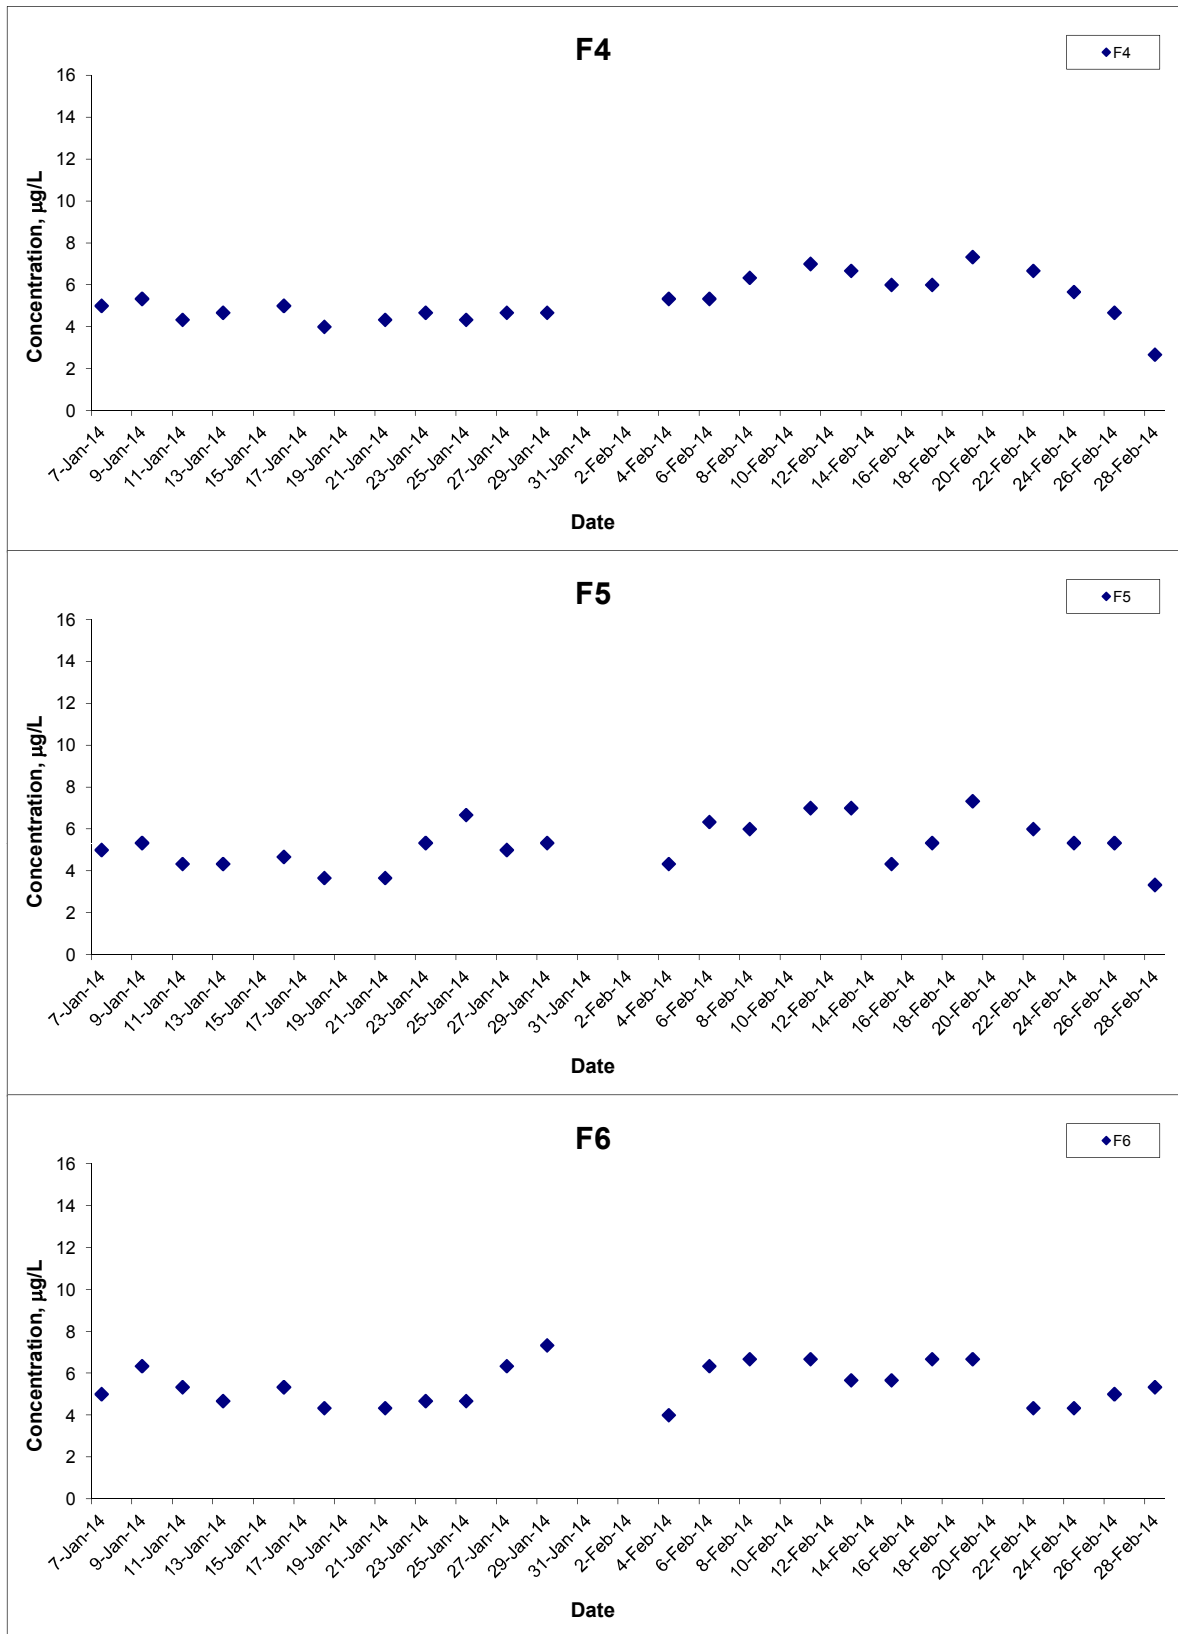 F4
F4
16
14
12
10
8
6
4
2
0
Concentration, µg/L
7-Jan-14
9-Jan-14
11-Jan-14
13-Jan-14
15-Jan-14
17-Jan-14
19-Jan-14
21-Jan-14
23-Jan-14
25-Jan-14
27-Jan-14
29-Jan-14
31-Jan-14
2-Feb-14
4-Feb-14
6-Feb-14
8-Feb-14
10-Feb-14
12-Feb-14
14-Feb-14
16-Feb-14
18-Feb-14
20-Feb-14
22-Feb-14
24-Feb-14
26-Feb-14
28-Feb-14
Date
F5
F5
16
14
12
10
8
6
4
2
0
Concentration, µg/L
7-Jan-14
9-Jan-14
11-Jan-14
13-Jan-14
15-Jan-14
17-Jan-14
19-Jan-14
21-Jan-14
23-Jan-14
25-Jan-14
27-Jan-14
29-Jan-14
31-Jan-14
2-Feb-14
4-Feb-14
6-Feb-14
8-Feb-14
10-Feb-14
12-Feb-14
14-Feb-14
16-Feb-14
18-Feb-14
20-Feb-14
22-Feb-14
24-Feb-14
26-Feb-14
28-Feb-14
Date
F6
F6
16
14
12
10
8
6
4
2
0
Concentration, µg/L
7-Jan-14
9-Jan-14
11-Jan-14
13-Jan-14
15-Jan-14
17-Jan-14
19-Jan-14
21-Jan-14
23-Jan-14
25-Jan-14
27-Jan-14
29-Jan-14
31-Jan-14
2-Feb-14
4-Feb-14
6-Feb-14
8-Feb-14
10-Feb-14
12-Feb-14
14-Feb-14
16-Feb-14
18-Feb-14
20-Feb-14
22-Feb-14
24-Feb-14
26-Feb-14
28-Feb-14
Date